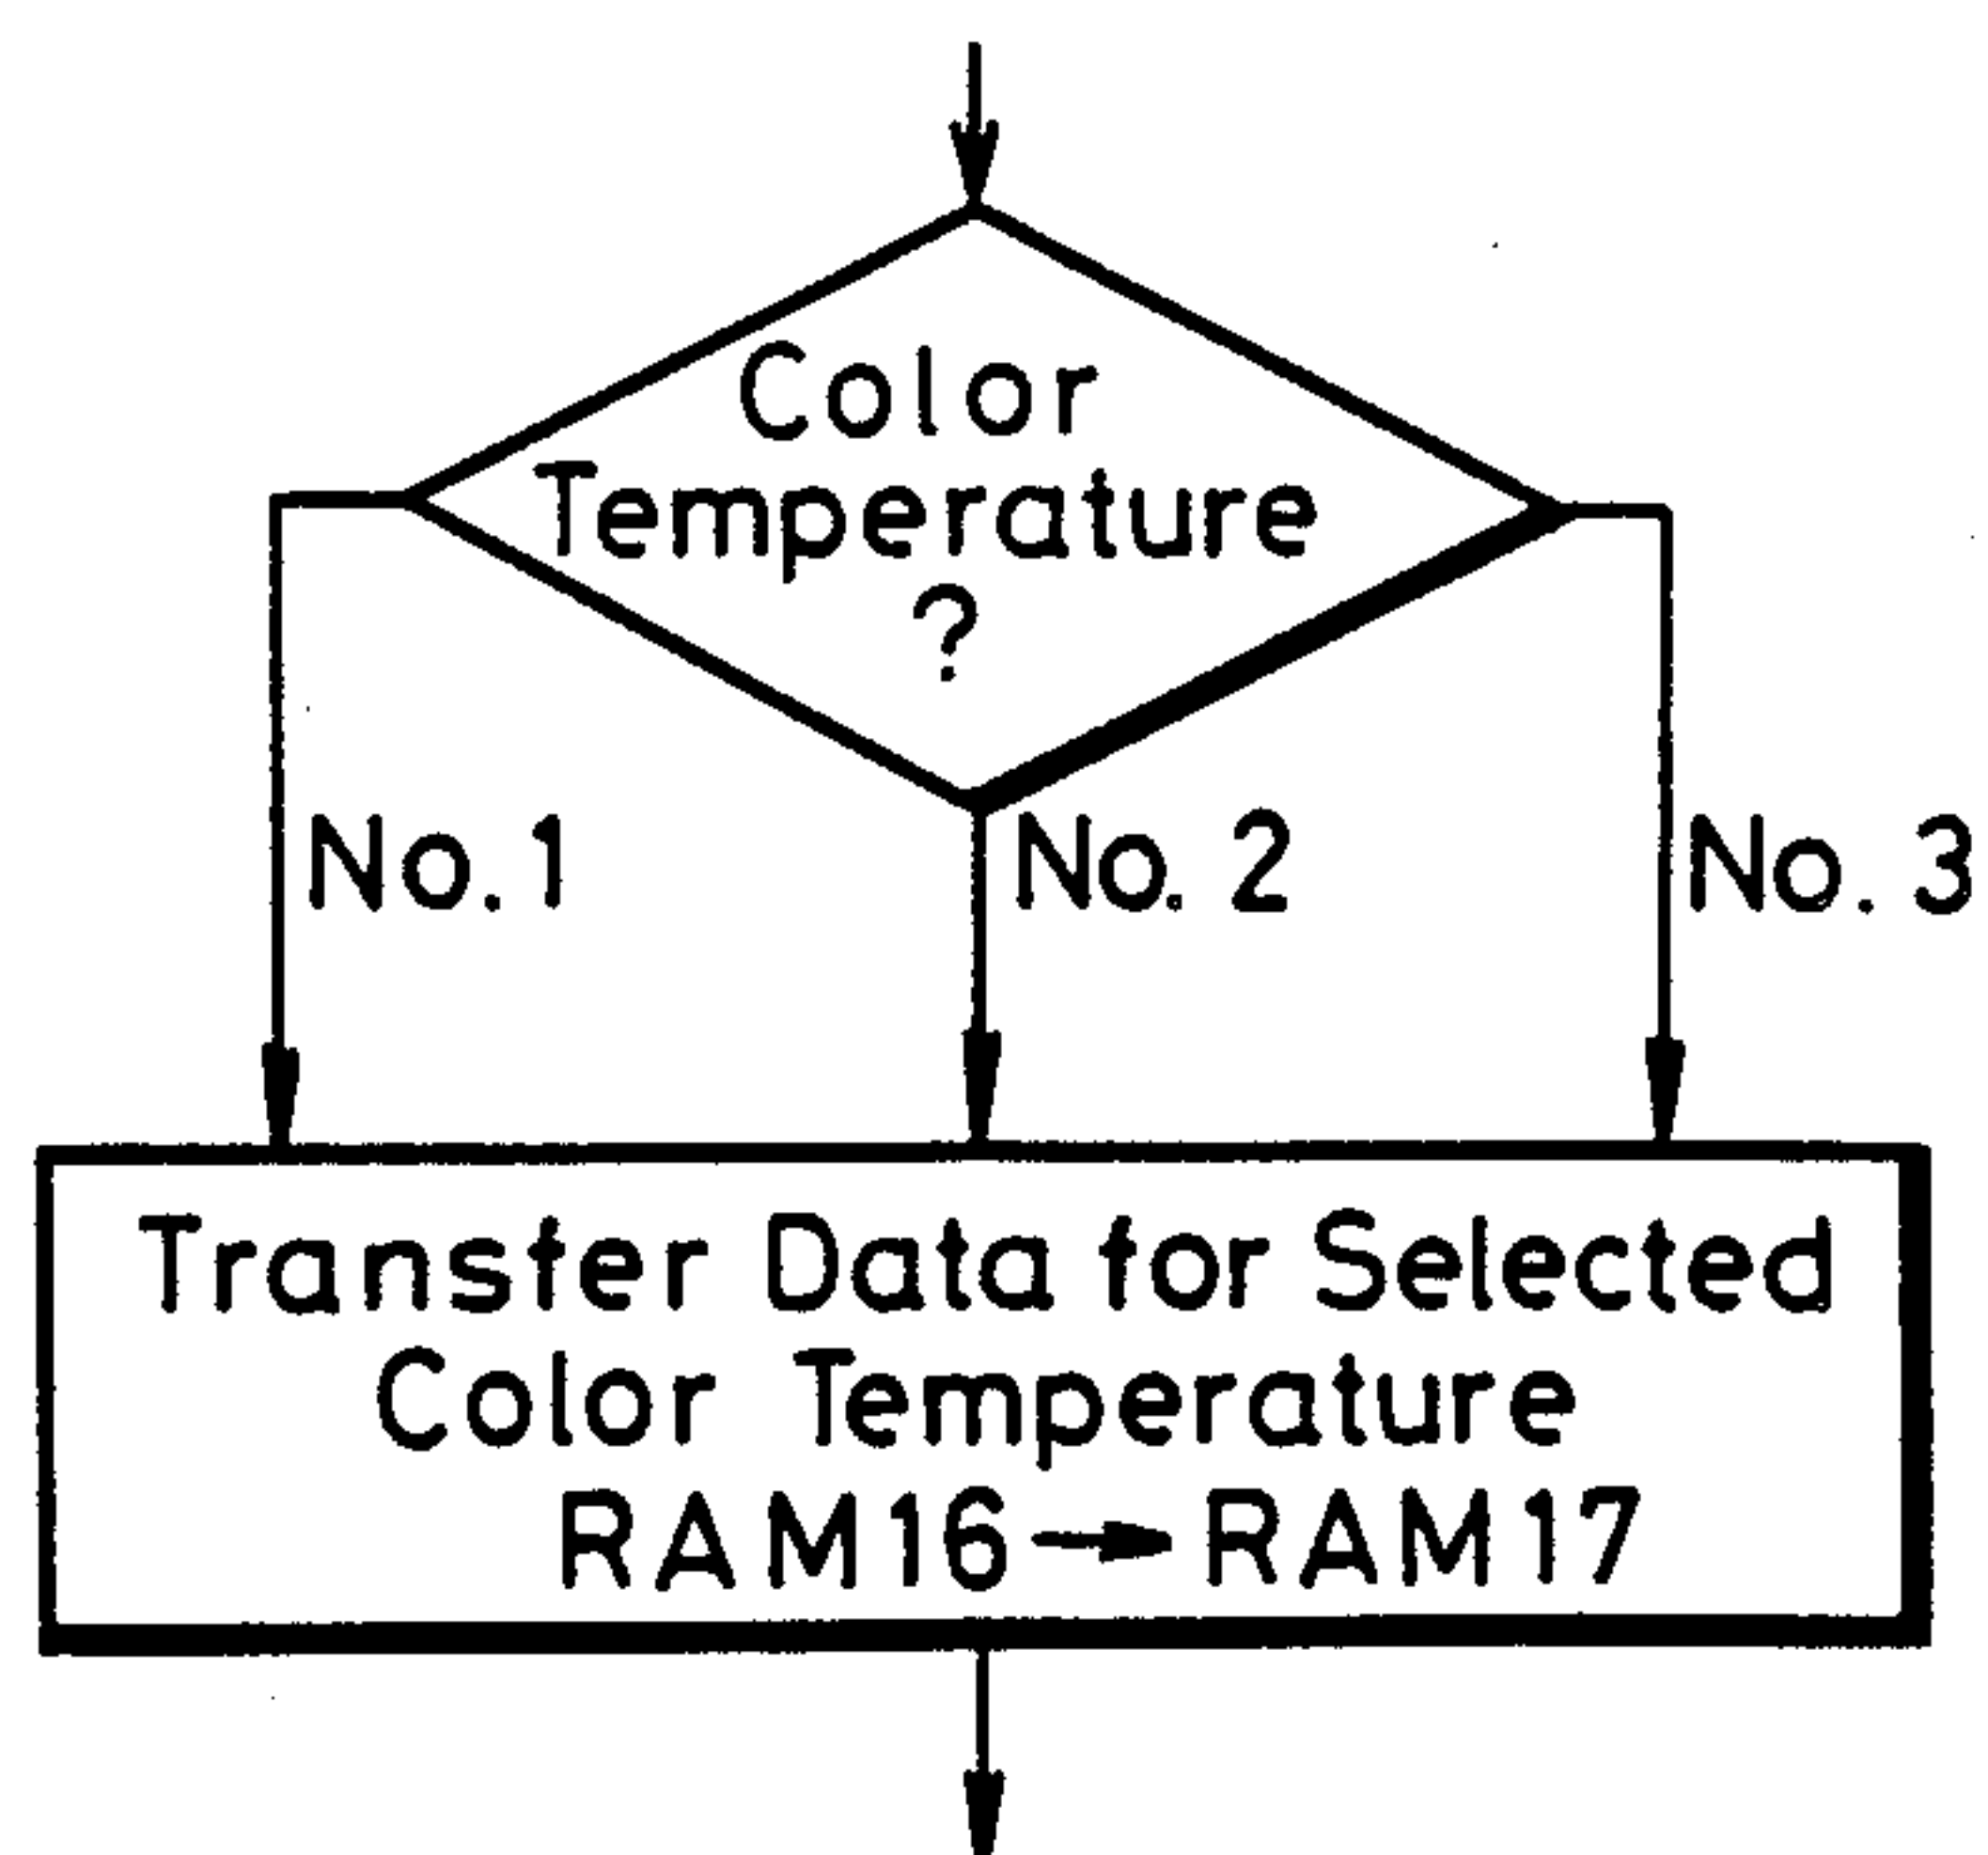 Color
Temperature
?
No.1
No. 2
No. 3
Transfer Data for Selected
Color Temperature
RAM16→RAM17